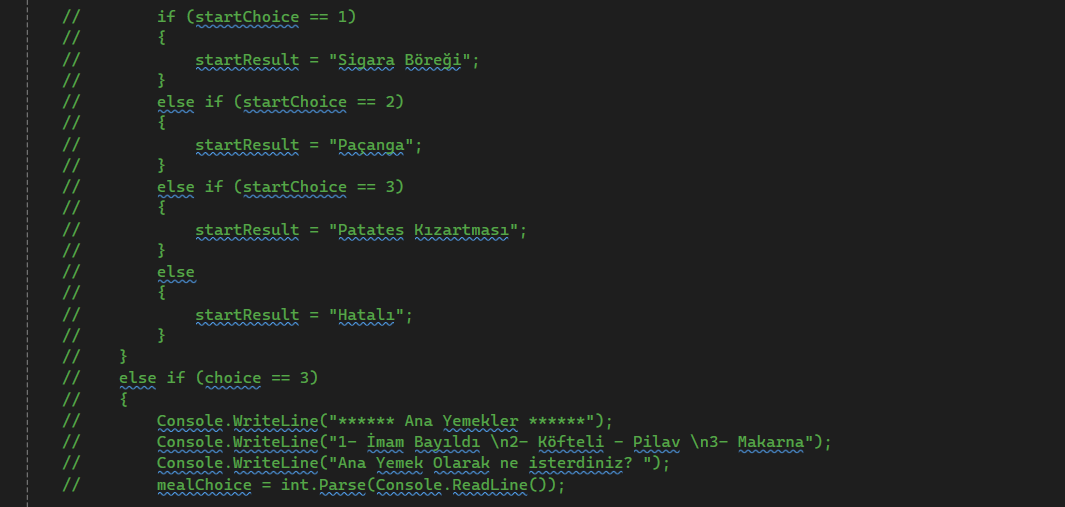 //        if (startChoice == 1)
//        {
//            startResult = "Sigara Böreği";
//        }
//        else if (startChoice == 2)
//        {
//            startResult = "Paçanga";
//        }
//        else if (startChoice == 3)
//        {
//            startResult = "Patates Kızartması";
//        }
//        else
//        {
//            startResult = "Hatalı";
//        }
//    }
//    else if (choice == 3)
//    {
//        Console.WriteLine("****** Ana Yemekler ******");
//        Console.WriteLine("1- İmam Bayıldı \n2- Köfteli - Pilav \n3- Makarna");
//        Console.WriteLine("Ana Yemek Olarak ne isterdiniz? ");
//        mealChoice = int.Parse(Console.ReadLine());